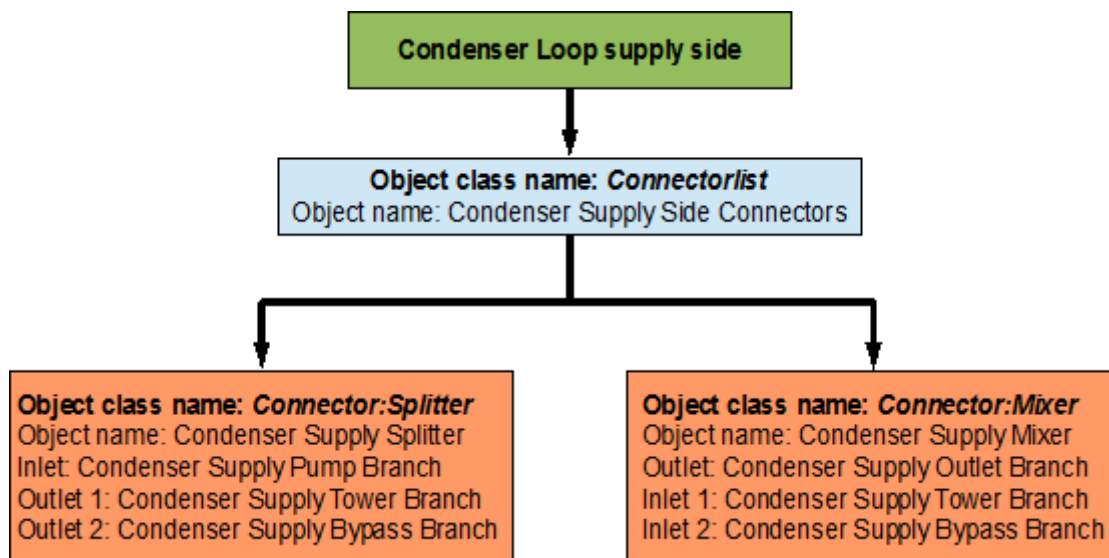 Condenser Loop supply side
Object class name: Connectorlist
Object name: Condenser Supply Side Connectors
Object class name: Connector:Splitter
Object name: Condenser Supply Splitter
Inlet: Condenser Supply Pump Branch
Outlet 1: Condenser Supply Tower Branch
Outlet 2: Condenser Supply Bypass Branch
Object class name: Connector:Mixer
Object name: Condenser Supply Mixer
Outlet: Condenser Supply Outlet Branch
Inlet 1: Condenser Supply Tower Branch
Inlet 2: Condenser Supply Bypass Branch